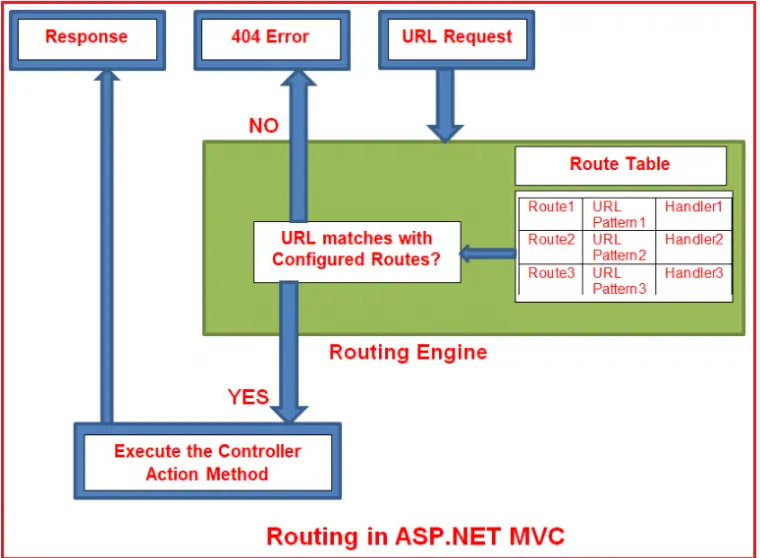 Response
404 Error
URL Request
NO
Route Table
Route1 URL Handler1
Pattern1
Route2 URL Handler2
Pattern2
Route3 URL Handler3
Pattern3
URL matches with
Configured Routes?
Routing Engine
YES
Execute the Controller
Action Method
Routing in ASP.NET MVC